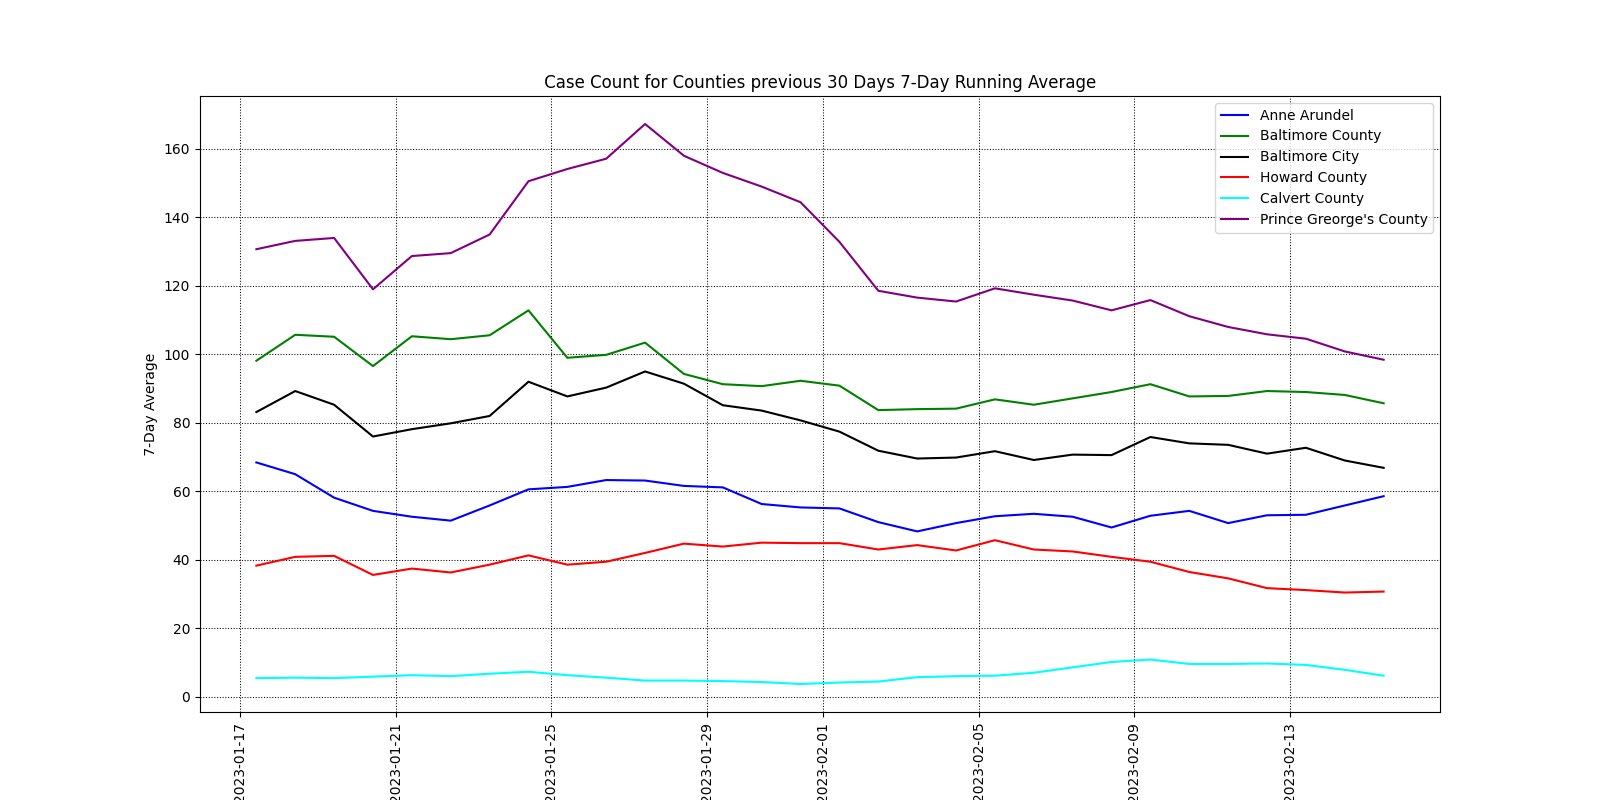 Case Count for Counties previous 30 Days 7-Day Running Average
Anne Arundel
Baltimore County
Baltimore City
Howard County
Calvert County
Prince Greorge's County
7-Day Average
160
140
120
100
80
60
40
20
0
2023-01-17
2023-01-21
2023-01-25
2023-01-29
2023-02-01
2023-02-05
2023-02-09
2023-02-13